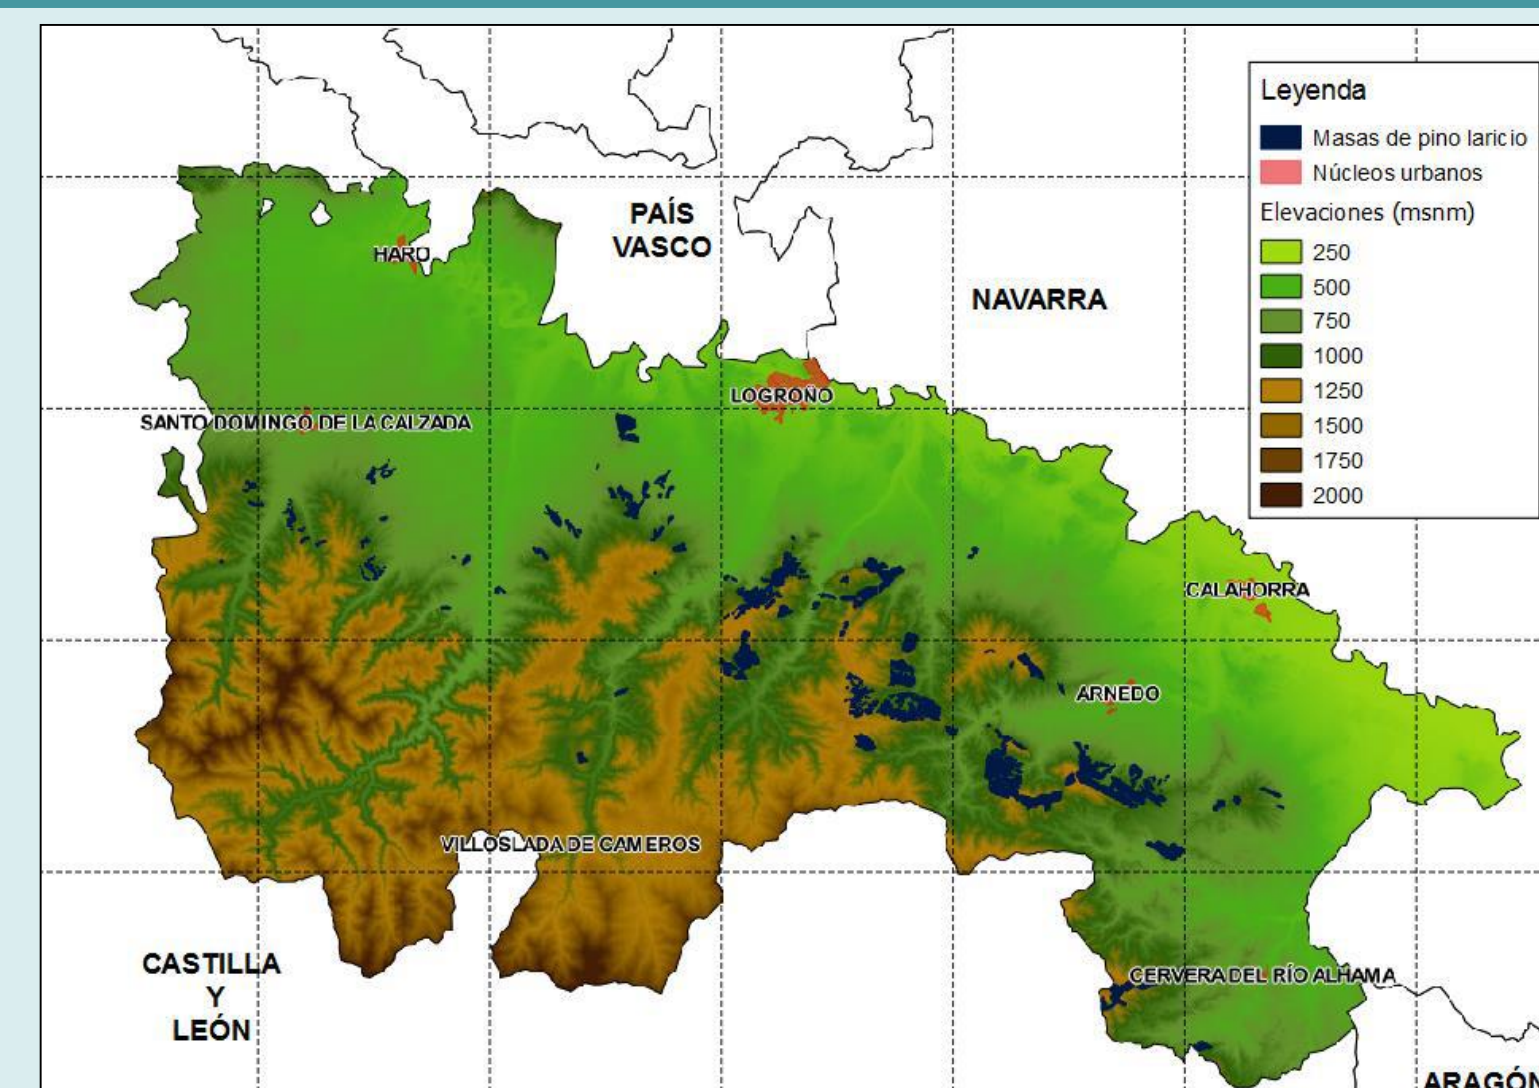 Leyenda
Masas de pino laricio
Núcleos urbanos
Elevaciones (msnm)
250
500
750
1000
1250
1500
1750
2000
PAÍS
VASCO
HARO
NAVARRA
LOGROÑO
SANTO DOMINGO DE LA CALZADA
CALAHORRA
ARNEDO
VILLOSLADA DE CAMEROS
CASTILLA
Y
LEÓN
CERVERA DEL RÍO ALHAMA
ARAGÓN